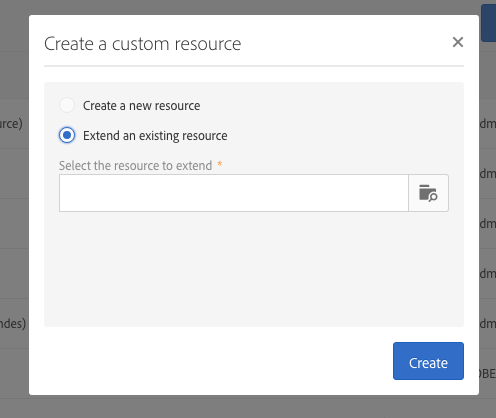 Create a custom resource
Create a new resource
urce)
Extend an existing resource
dm
Select the resource to extend *
dm
dm
dm
ndes)
dm
Create
OBE